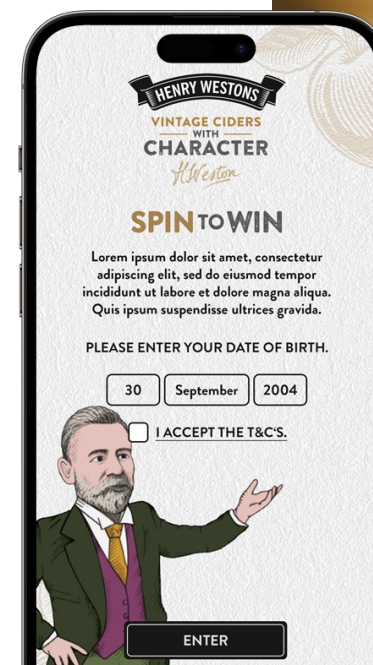 HENRY WESTONS
VINTAGE CIDERS
WITH
CHARACTER
H Weston
SPIN TO WIN
Lorem ipsum dolor sit amet, consectetur
adipiscing elit, sed do eiusmod tempor
incididunt ut labore et dolore magna aliqua.
Quis ipsum suspendisse ultrices gravida.
PLEASE ENTER YOUR DATE OF BIRTH.
30 September 2004
I ACCEPT THE T&C'S.
ENTER